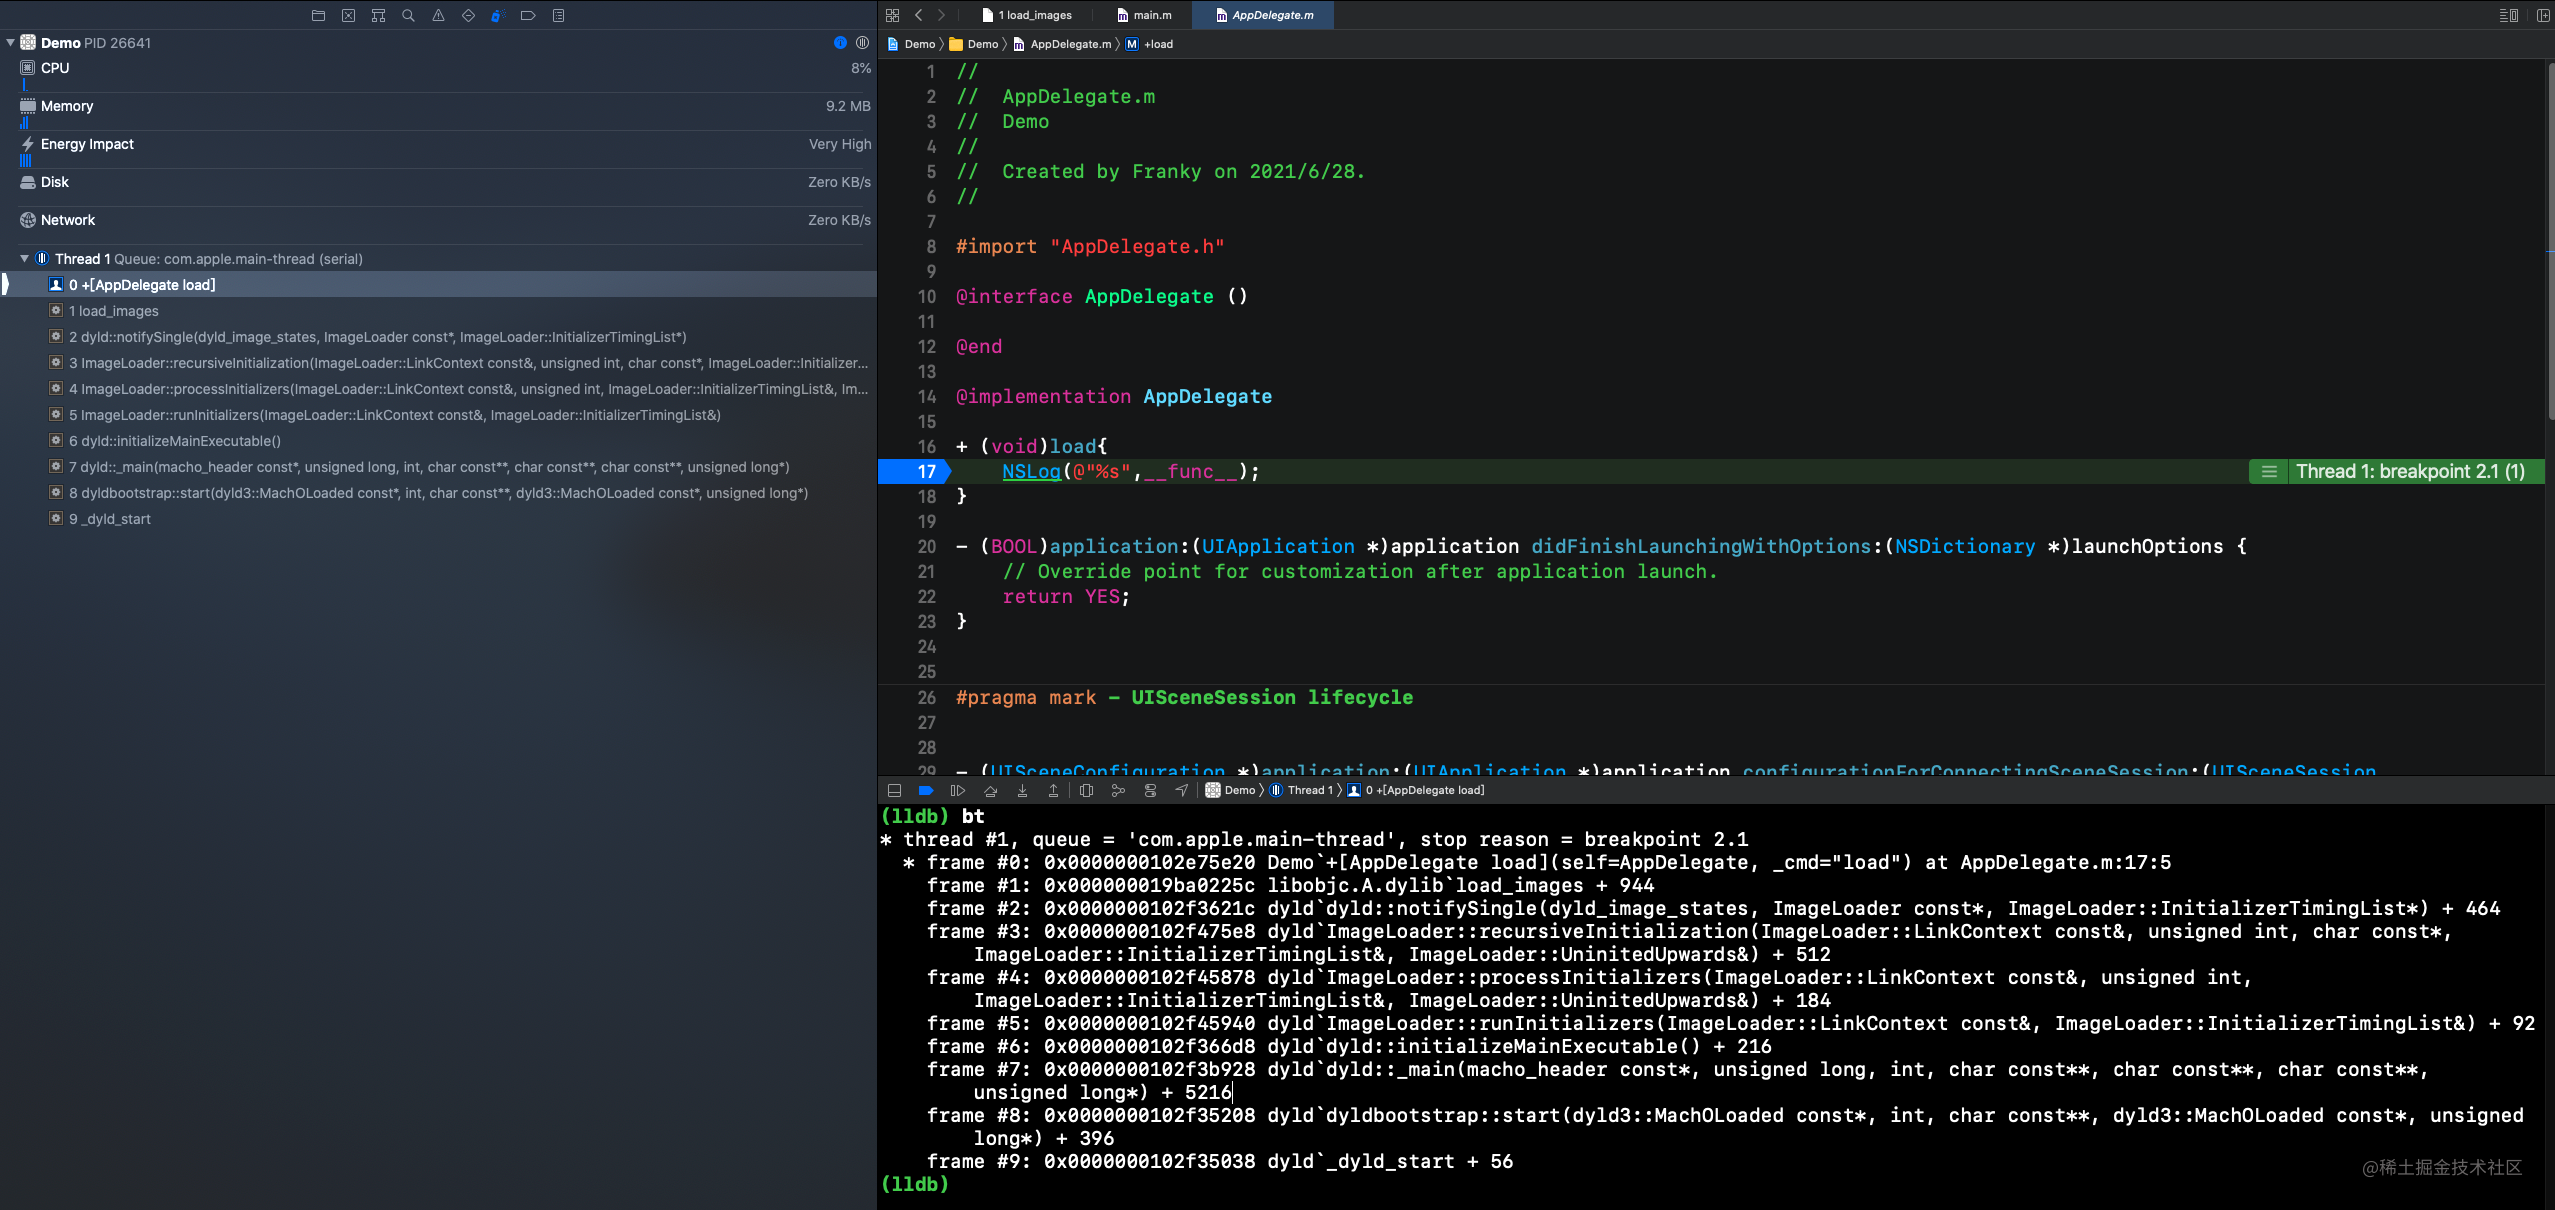 Demo PID 26641
CPU 8%
Memory 9.2 MB
Energy Impact Very High
Disk Zero KB/s
Network Zero KB/s
Thread 1 Queue: com.apple.main-thread (serial)
0 +[AppDelegate load]
1 load_images
2 dyld::notifySingle(dyld_image_states, ImageLoader const*, ImageLoader::InitializerTimingList*)
3 ImageLoader::recursiveInitialization(ImageLoader::LinkContext const&, unsigned int, char const*, ImageLoader::Initializer...
4 ImageLoader::processInitializers(ImageLoader::LinkContext const&, unsigned int, ImageLoader::InitializerTimingList&, Im...
5 ImageLoader::runInitializers(ImageLoader::LinkContext const&, ImageLoader::InitializerTimingList&)
6 dyld::initializeMainExecutable()
7 dyld::_main(macho_header const*, unsigned long, int, char const**, char const**, char const**, unsigned long*)
8 dyldbootstrap::start(dyld3::MachOLoaded const*, int, char const**, dyld3::MachOLoaded const*, unsigned long*)
9 _dyld_start
1 load_images main.m AppDelegate.m
Demo 〉 Demo 〉 AppDelegate.m 〉 M +load
1 //
2 //  AppDelegate.m
3 //  Demo
4 //
5 //  Created by Franky on 2021/6/28.
6 //
7
8 #import "AppDelegate.h"
9
10 @interface AppDelegate ()
11
12 @end
13
14 @implementation AppDelegate
15
16 + (void)load{
17     NSLog(@"%s",__func__); Thread 1: breakpoint 2.1 (1)
18 }
19
20 - (BOOL)application:(UIApplication *)application didFinishLaunchingWithOptions:(NSDictionary *)launchOptions {
21     // Override point for customization after application launch.
22     return YES;
23 }
24
25
26 #pragma mark - UISceneSession lifecycle
27
28
29 - (UISceneConfiguration *)application:(UIApplication *)application configurationForConnectingSceneSession:(UISceneSession
Demo 〉 Thread 1 〉 0 +[AppDelegate load]
(lldb) bt
* thread #1, queue = 'com.apple.main-thread', stop reason = breakpoint 2.1
  * frame #0: 0x0000000102e75e20 Demo`+[AppDelegate load](self=AppDelegate, _cmd="load") at AppDelegate.m:17:5
    frame #1: 0x000000019ba0225c libobjc.A.dylib`load_images + 944
    frame #2: 0x0000000102f3621c dyld`dyld::notifySingle(dyld_image_states, ImageLoader const*, ImageLoader::InitializerTimingList*) + 464
    frame #3: 0x0000000102f475e8 dyld`ImageLoader::recursiveInitialization(ImageLoader::LinkContext const&, unsigned int, char const*,
        ImageLoader::InitializerTimingList&, ImageLoader::UninitedUpwards&) + 512
    frame #4: 0x0000000102f45878 dyld`ImageLoader::processInitializers(ImageLoader::LinkContext const&, unsigned int,
        ImageLoader::InitializerTimingList&, ImageLoader::UninitedUpwards&) + 184
    frame #5: 0x0000000102f45940 dyld`ImageLoader::runInitializers(ImageLoader::LinkContext const&, ImageLoader::InitializerTimingList&) + 92
    frame #6: 0x0000000102f366d8 dyld`dyld::initializeMainExecutable() + 216
    frame #7: 0x0000000102f3b928 dyld`dyld::_main(macho_header const*, unsigned long, int, char const**, char const**, char const**,
        unsigned long*) + 5216
    frame #8: 0x0000000102f35208 dyld`dyldbootstrap::start(dyld3::MachOLoaded const*, int, char const**, dyld3::MachOLoaded const*, unsigned
        long*) + 396
    frame #9: 0x0000000102f35038 dyld`_dyld_start + 56
(lldb)
@稀土掘金技术社区